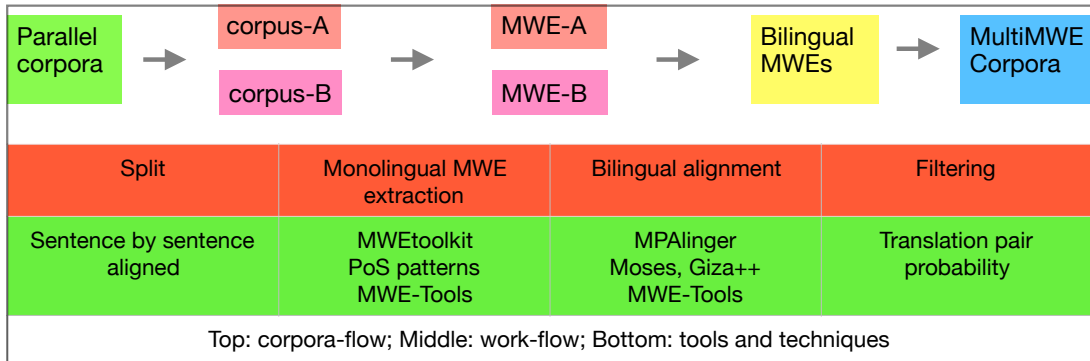 Parallel
corpora
corpus-A
corpus-B
MWE-A
MWE-B
Bilingual
MWEs
MultiMWE
Corpora
Split
Monolingual MWE
extraction
Bilingual alignment
Filtering
Sentence by sentence
aligned
MWEtoolkit
PoS patterns
MWE-Tools
MPAlinger
Moses, Giza++
MWE-Tools
Translation pair
probability
Top: corpora-flow; Middle: work-flow; Bottom: tools and techniques